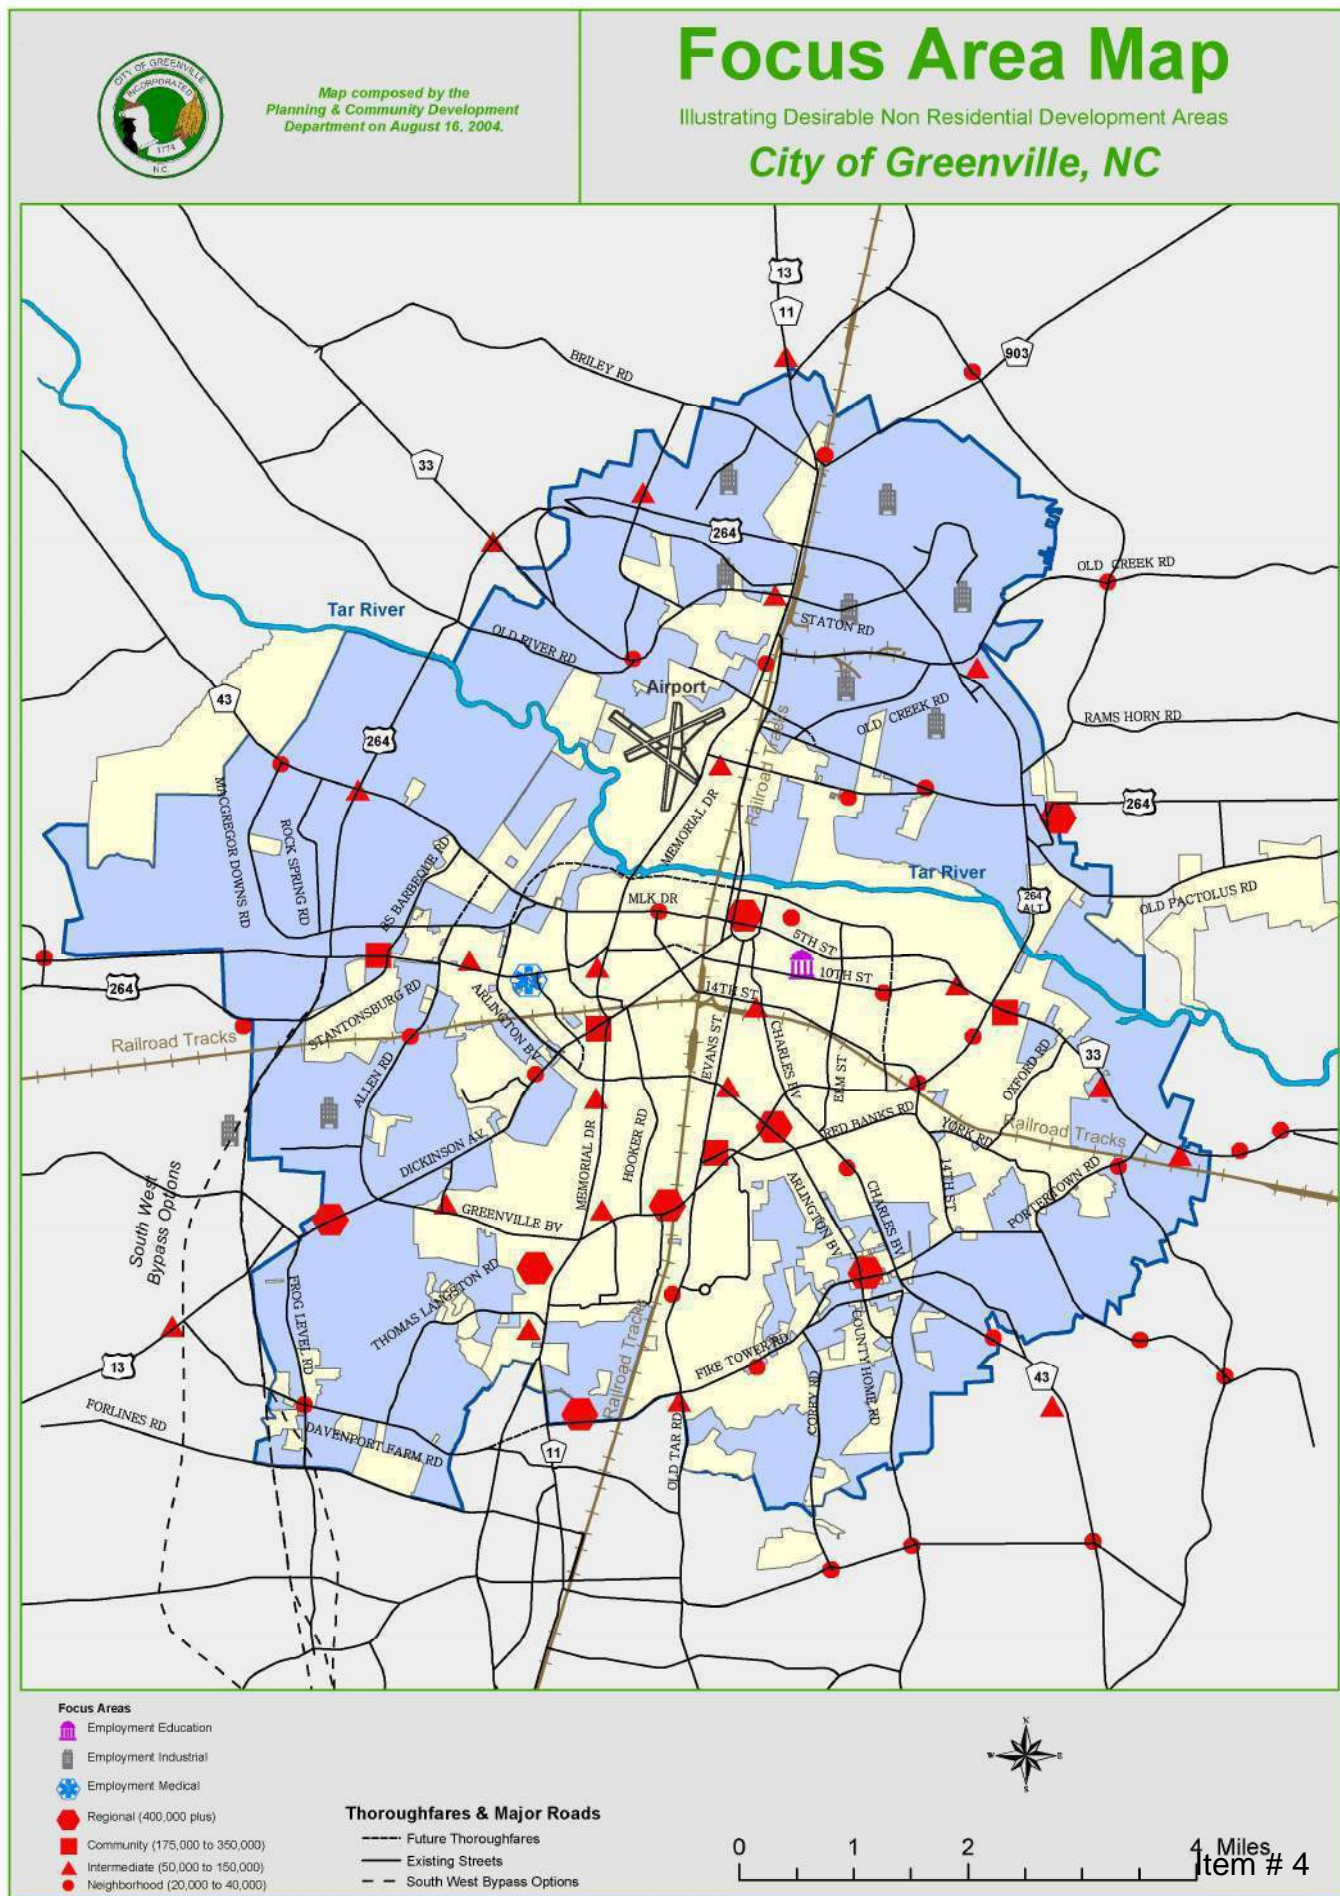 CITY OF GREENVILLE
INCORPORATED
1774
N.C.
Map composed by the
Planning & Community Development
Department on August 16, 2004.
Focus Area Map
Illustrating Desirable Non Residential Development Areas
City of Greenville, NC
13
11
903
BRILEY RD
33
264
OLD CREEK RD
Tar River
STATON RD
OLD RIVER RD
Airport
43
OLD CREEK RD
RAMS HORN RD
264
Railroad Tracks
MACGREGOR DOWNS RD
ROCK SPRING RD
MEMORIAL DR
264
BS BARBEQUE RD
Tar River
264
ALT
OLD PACTOLUS RD
MLK DR
5TH ST
10TH ST
264
14TH ST
STANTONSBURG RD
ARLINGTON BV
Railroad Tracks
EVANS ST
CHARLES BV
ELM ST
33
OXFORD RD
ALLEN RD
RED BANKS RD
YORK RD
Railroad Tracks
DICKINSON AV
MEMORIAL DR
HOOKER RD
14TH ST
PORTERTOWN RD
South West
Bypass Options
GREENVILLE BV
ARLINGTON BV
CHARLES BV
THOMAS LANGSTON RD
FROG LEVEL RD
Railroad Tracks
FIRE TOWER RD
COUNTY HOME RD
13
43
COREY RD
FORLINES RD
DAVENPORT FARM RD
11
OLD TAR RD
Focus Areas
Employment Education
Employment Industrial
Employment Medical
Regional (400,000 plus)
Community (175,000 to 350,000)
Intermediate (50,000 to 150,000)
Neighborhood (20,000 to 40,000)
Thoroughfares & Major Roads
Future Thoroughfares
Existing Streets
South West Bypass Options
N
W E
S
0 1 2 4 Miles
Item # 4